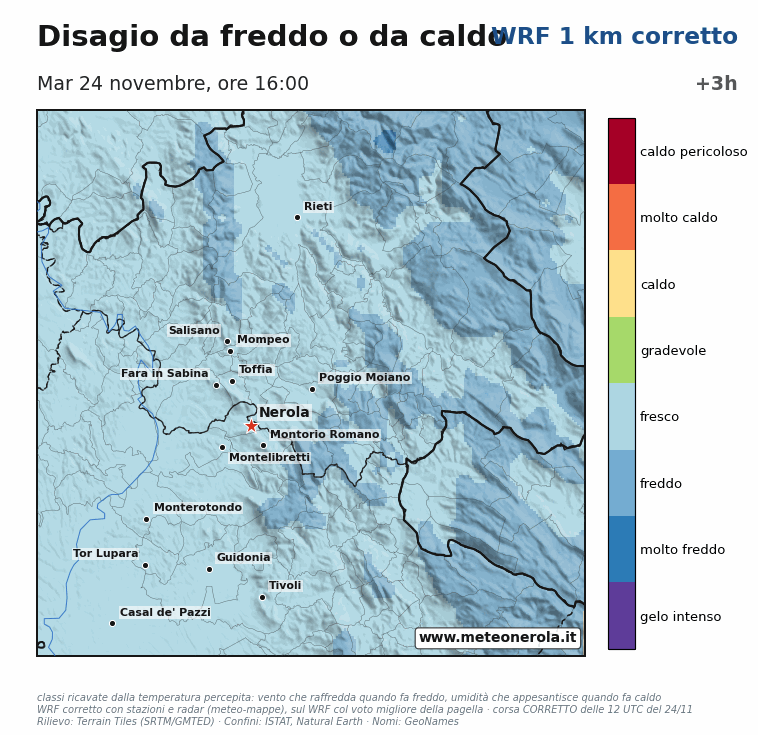 Disagio da freddo o da caldo
WRF 1 km corretto
Mar 24 novembre, ore 16:00
+3h
caldo pericoloso
molto caldo
caldo
gradevole
fresco
freddo
molto freddo
gelo intenso
Rieti
Salisano
Mompeo
Toffia
Fara in Sabina
Poggio Moiano
Nerola
Montorio Romano
Montelibretti
Monterotondo
Tor Lupara
Guidonia
Tivoli
Casal de' Pazzi
www.meteonerola.it
classi ricavate dalla temperatura percepita: vento che raffredda quando fa freddo, umidità che appesantisce quando fa caldo
WRF corretto con stazioni e radar (meteo-mappe), sul WRF col voto migliore della pagella · corsa CORRETTO delle 12 UTC del 24/11
Rilievo: Terrain Tiles (SRTM/GMTED) · Confini: ISTAT, Natural Earth · Nomi: GeoNames